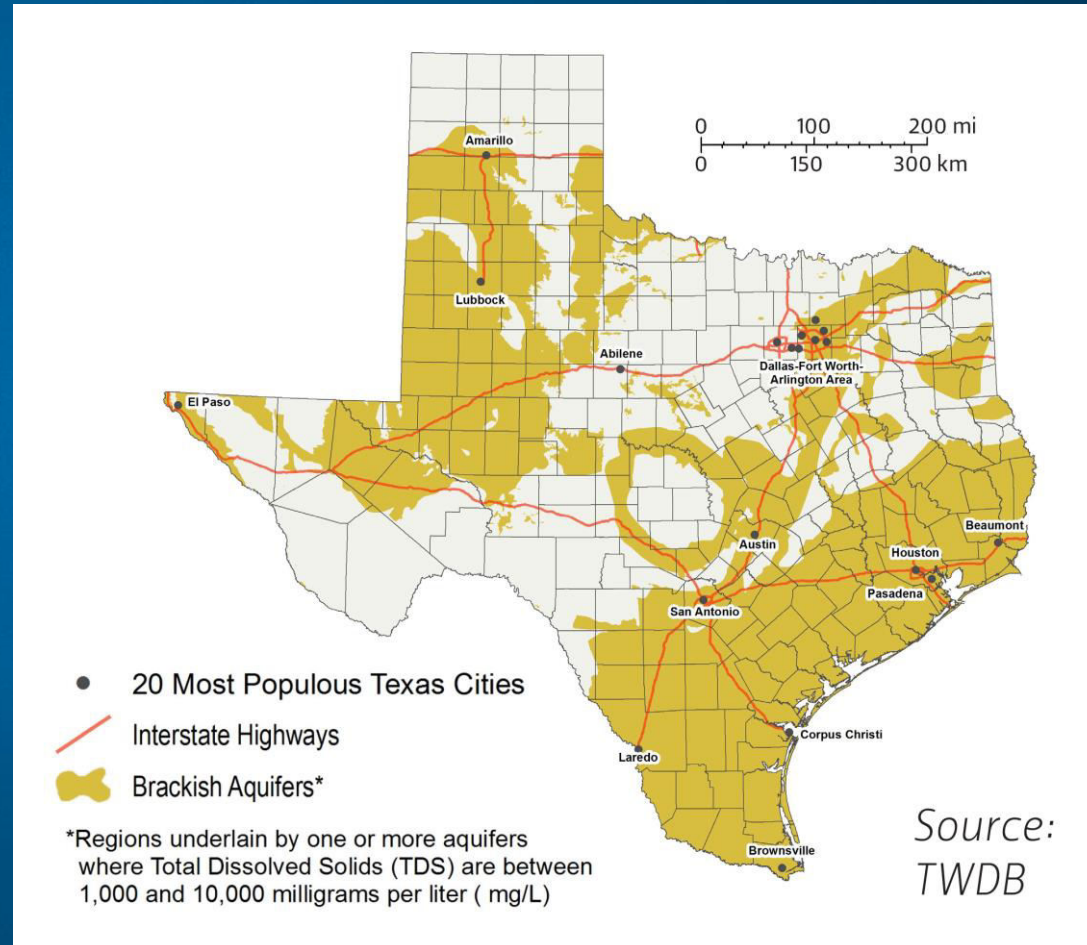 Amarillo
0 100 200 mi
0 150 300 km
Lubbock
Abilene
Dallas-Fort Worth-
Arlington Area
El Paso
Austin
Beaumont
Houston
Pasadena
San Antonio
20 Most Populous Texas Cities
Interstate Highways
Corpus Christi
Laredo
Brackish Aquifers*
*Regions underlain by one or more aquifers
where Total Dissolved Solids (TDS) are between
1,000 and 10,000 milligrams per liter ( mg/L)
Brownsville
Source:
TWDB